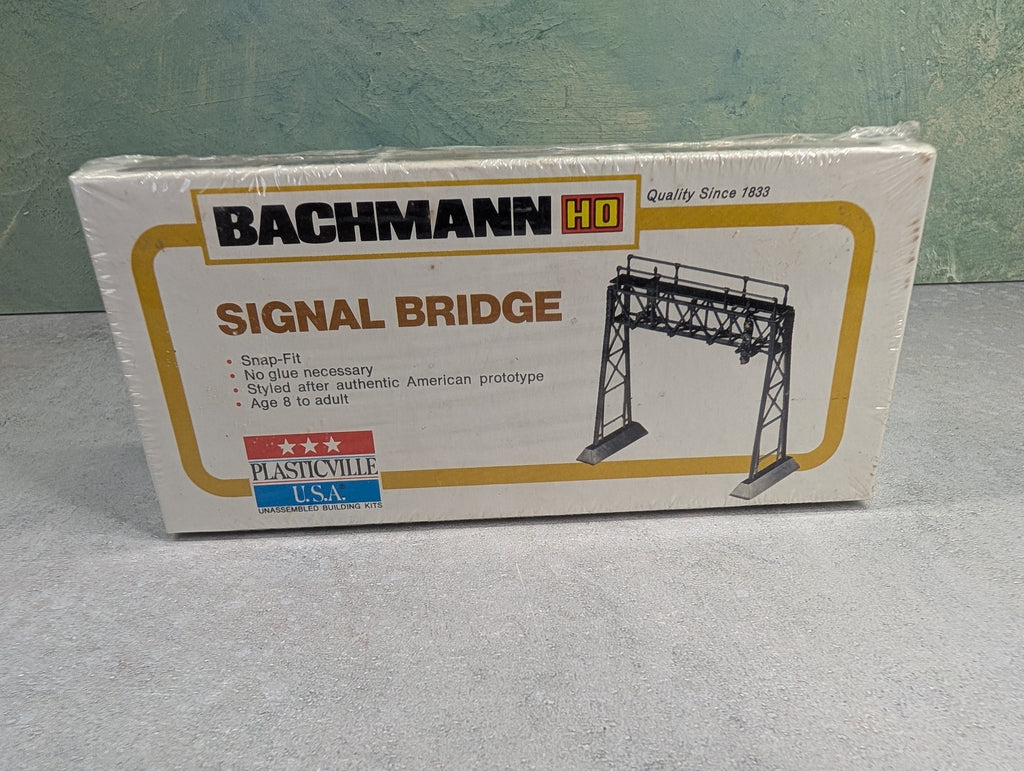 BACHMANN HO
Quality Since 1833
SIGNAL BRIDGE
• Snap-Fit
• No glue necessary
• Styled after authentic American prototype
• Age 8 to adult
PLASTICVILLE
U.S.A.
UNASSEMBLED BUILDING KITS